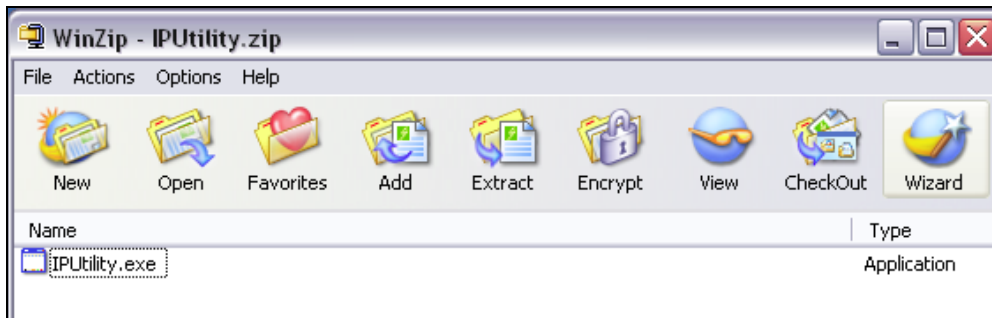 WinZip - IPUtility.zip
File Actions Options Help
New Open Favorites Add Extract Encrypt View CheckOut Wizard
Name Type
IPUtility.exe Application